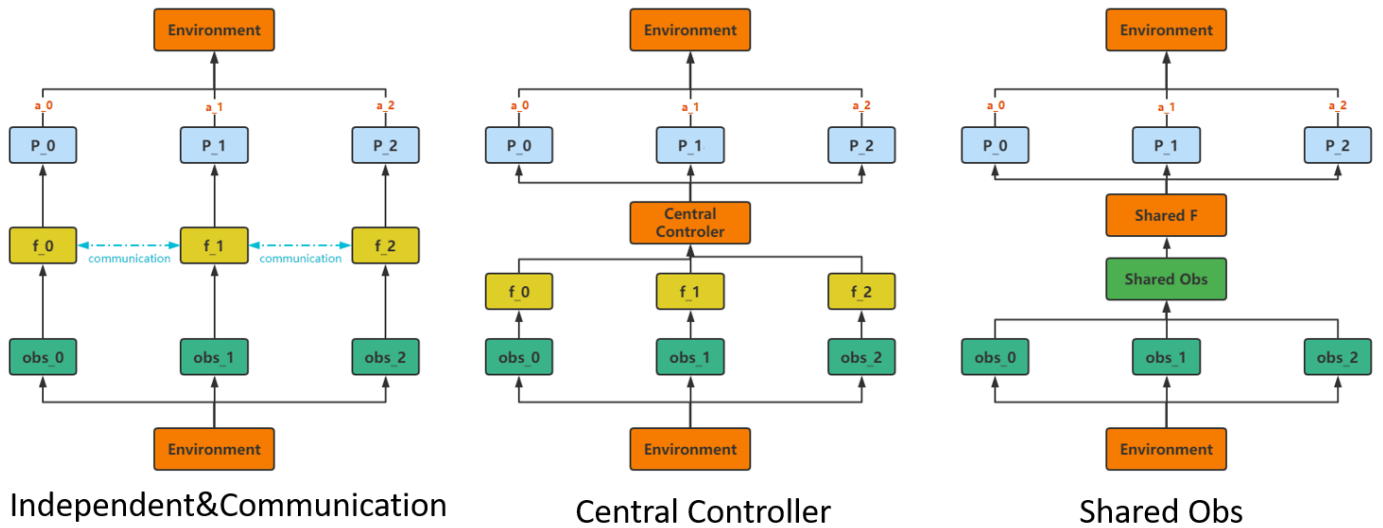 Environment
a_0
a_1
a_2
P_0
P_1
P_2
f_0
communication
f_1
communication
f_2
obs_0
obs_1
obs_2
Environment
Independent&Communication
Environment
a_0
a_1
a_2
P_0
P_1
P_2
Central
Controler
f_0
f_1
f_2
obs_0
obs_1
obs_2
Environment
Central Controller
Environment
a_0
a_1
a_2
P_0
P_1
P_2
Shared F
Shared Obs
obs_0
obs_1
obs_2
Environment
Shared Obs